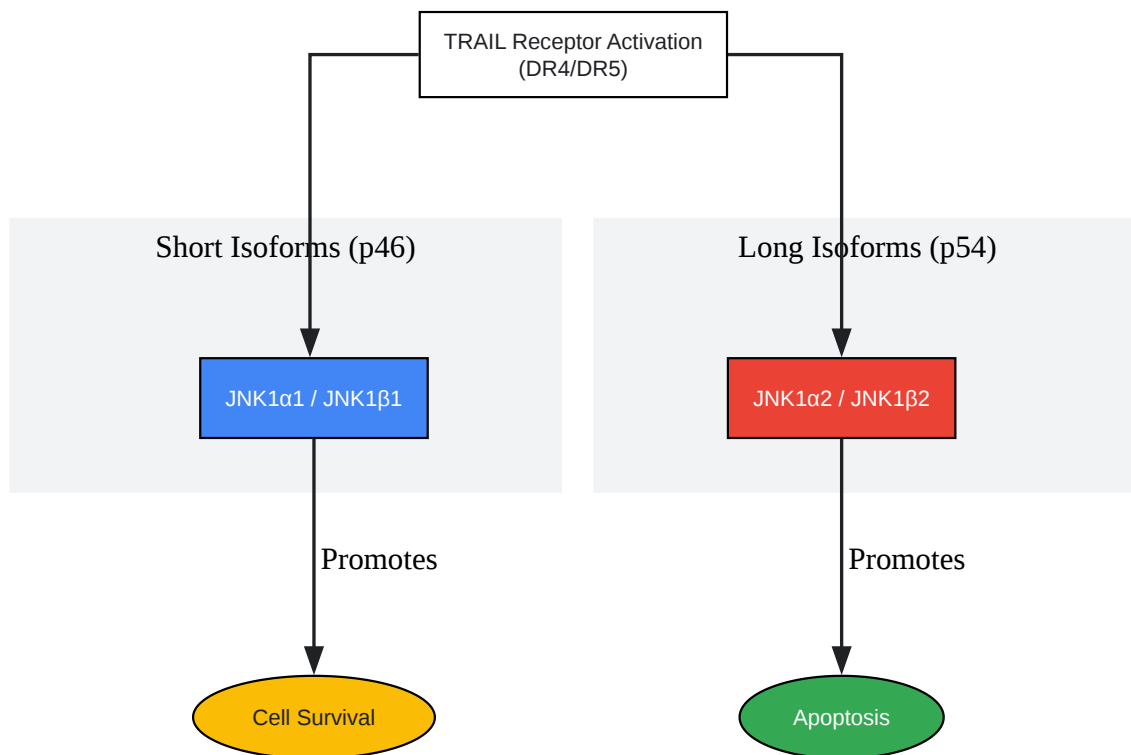 TRAIL Receptor Activation
(DR4/DR5)
Short Isoforms (p46)
Long Isoforms (p54)
JNK1α1 / JNK1β1
JNK1α2 / JNK1β2
Promotes
Promotes
Cell Survival
Apoptosis